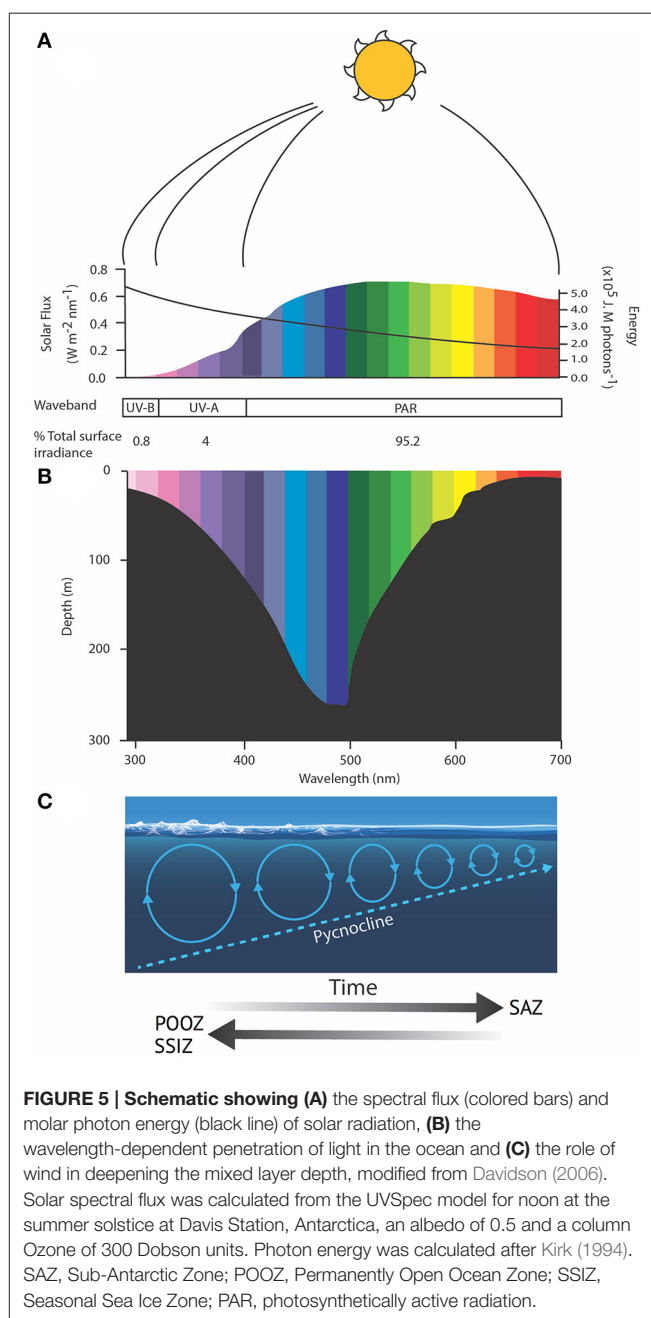 A
0.8
0.6
0.4
0.2
0.0
Solar Flux
(W m-2 nm-1)
5.0
4.0
3.0
2.0
1.0
0.0
Energy
(x10⁵ J. M photons⁻¹)
Waveband
UV-B UV-A PAR
% Total surface
irradiance
0.8 4 95.2
B
0
100
200
300
Depth (m)
300 400 500 600 700
Wavelength (nm)
C
Pycnocline
Time
SAZ
POOZ
SSIZ
FIGURE 5 | Schematic showing (A) the spectral flux (colored bars) and
molar photon energy (black line) of solar radiation, (B) the
wavelength-dependent penetration of light in the ocean and (C) the role of
wind in deepening the mixed layer depth, modified from Davidson (2006).
Solar spectral flux was calculated from the UVSpec model for noon at the
summer solstice at Davis Station, Antarctica, an albedo of 0.5 and a column
Ozone of 300 Dobson units. Photon energy was calculated after Kirk (1994).
SAZ, Sub-Antarctic Zone; POOZ, Permanently Open Ocean Zone; SSIZ,
Seasonal Sea Ice Zone; PAR, photosynthetically active radiation.